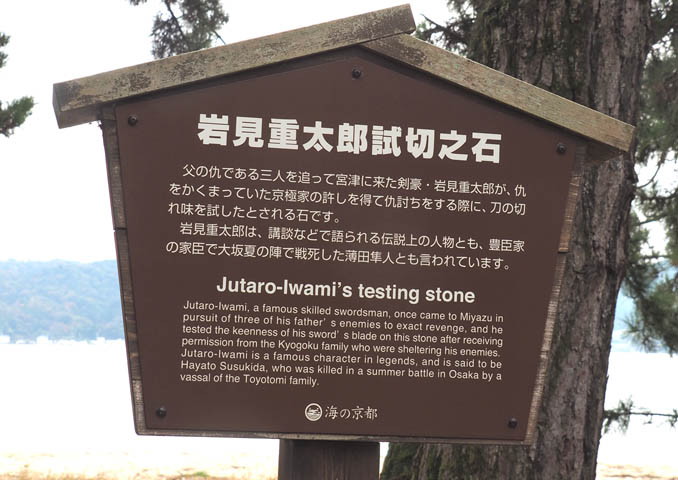 岩見重太郎試切之石
父の仇である三人を追って宮津に来た剣豪・岩見重太郎が、仇
をかくまっていた京極家の許しを得て仇討ちをする際に、刀の切
れ味を試したとされる石です。
岩見重太郎は、講談などで語られる伝説上の人物とも、豊臣家
の家臣で大坂夏の陣で戦死した薄田隼人とも言われています。
Jutaro-Iwami's testing stone
Jutaro-Iwami, a famous skilled swordsman, once came to Miyazu in
pursuit of three of his father's enemies to exact revenge, and he
tested the keenness of his sword's blade on this stone after receiving
permission from the Kyogoku family who were sheltering his enemies.
Jutaro-Iwami is a famous character in legends, and is said to be
Hayato Susukida, who was killed in a summer battle in Osaka by a
vassal of the Toyotomi family.
海の京都